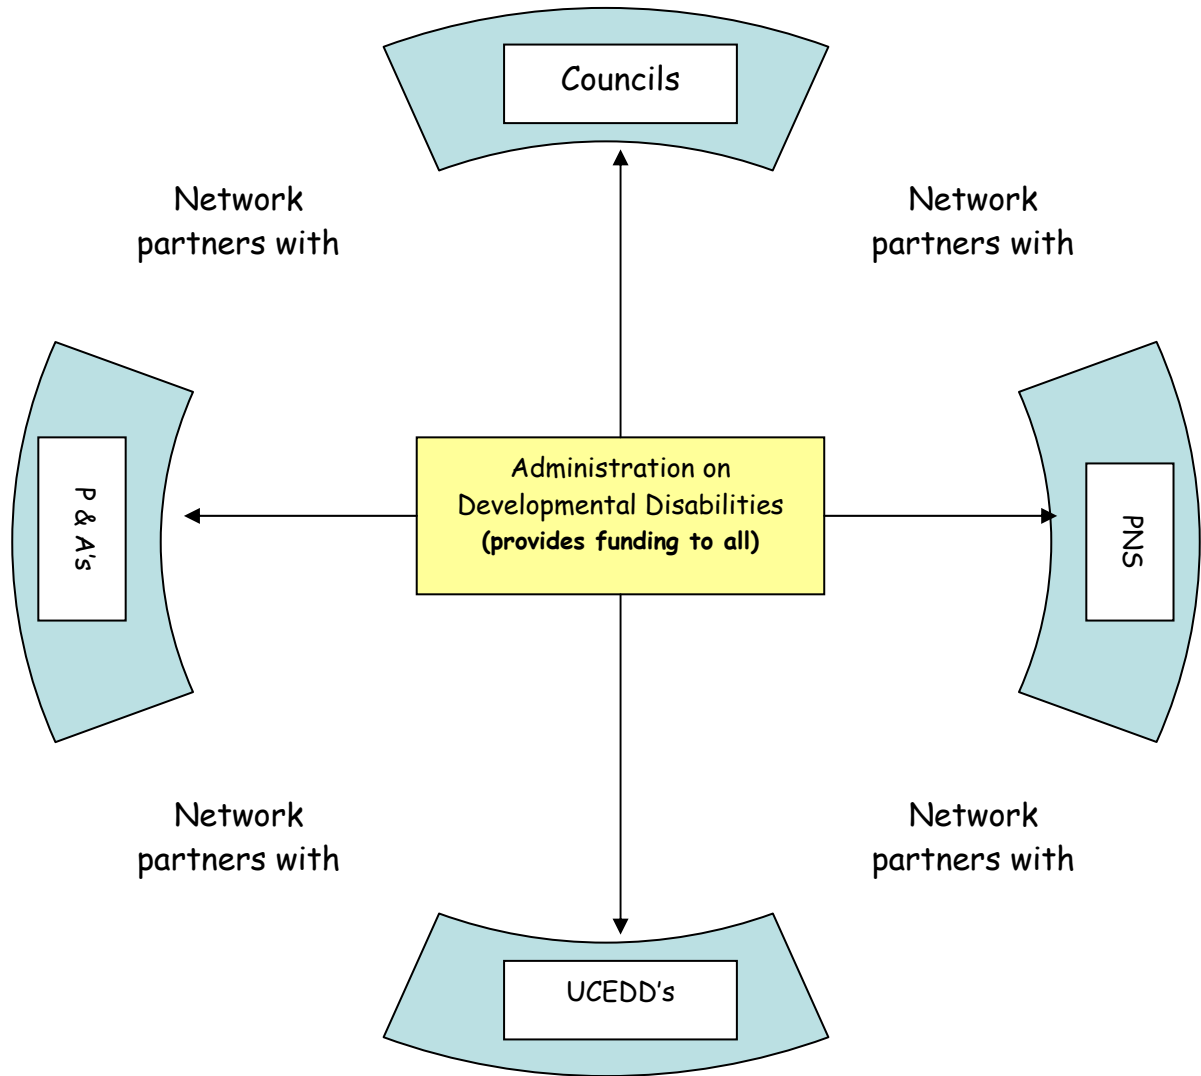 Councils
Network
partners with
Network
partners with
P & A's
Administration on
Developmental Disabilities
(provides funding to all)
PNS
Network
partners with
Network
partners with
UCEDD’s